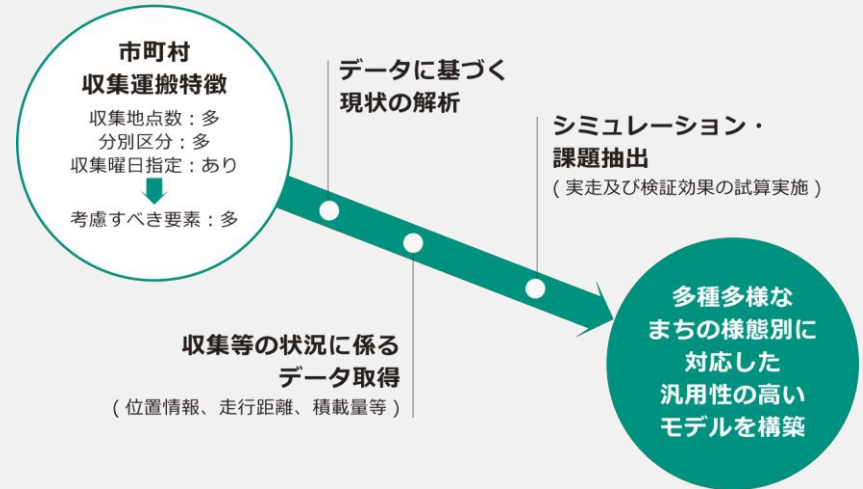 市町村
収集運搬特徴
収集地点数：多
分別区分：多
収集曜日指定：あり
考慮すべき要素：多
データに基づく
現状の解析
収集等の状況に係る
データ取得
（位置情報、走行距離、積載量等）
シミュレーション・
課題抽出
（実走及び検証効果の試算実施）
多種多様な
まちの様態別に
対応した
汎用性の高い
モデルを構築